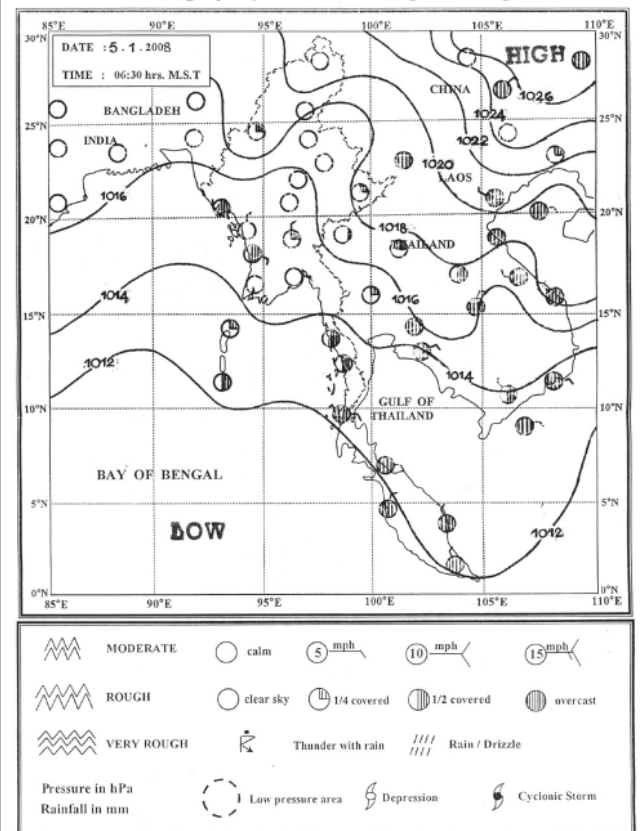 85°E 90°E 95°E 100°E 105°E 110°E
30°N 30°N
DATE : 5.1.2008
TIME : 06:30 hrs. M.S.T
HIGH
CHINA
1026
BANGLADEH
1024
25°N 25°N
INDIA
1022
1020
LAOS
1016
20°N 20°N
1018
THAILAND
1014
1016
15°N 15°N
1012
1014
10°N 10°N
GULF OF
THAILAND
BAY OF BENGAL
5°N 5°N
LOW
1012
0°N 0°N
85°E 90°E 95°E 100°E 105°E 110°E
MODERATE calm 5 mph 10 mph 15 mph
ROUGH clear sky 1/4 covered 1/2 covered overcast
VERY ROUGH Thunder with rain Rain / Drizzle
Pressure in hPa
Rainfall in mm
Low pressure area Depression Cyclonic Storm